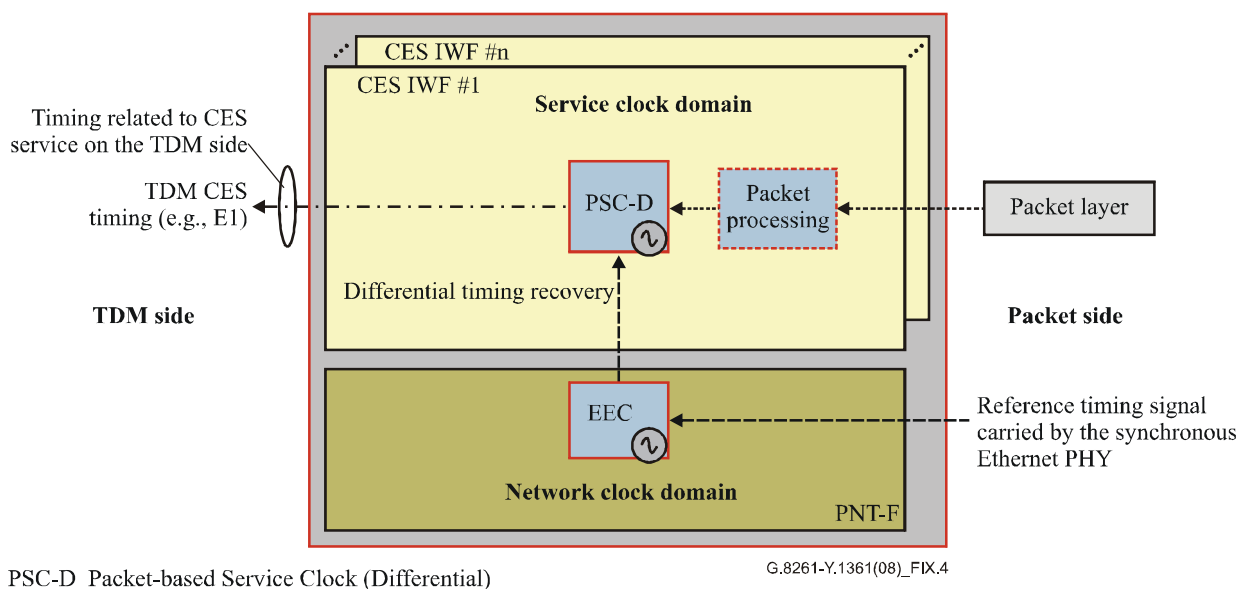 CES IWF #n
CES IWF #1
Service clock domain
Timing related to CES
service on the TDM side
TDM CES
timing (e.g., E1)
PSC-D
Packet
processing
Packet layer
Differential timing recovery
TDM side
Packet side
EEC
Reference timing signal
carried by the synchronous
Ethernet PHY
Network clock domain
PNT-F
PSC-D Packet-based Service Clock (Differential)
G.8261-Y.1361(08)_FIX.4